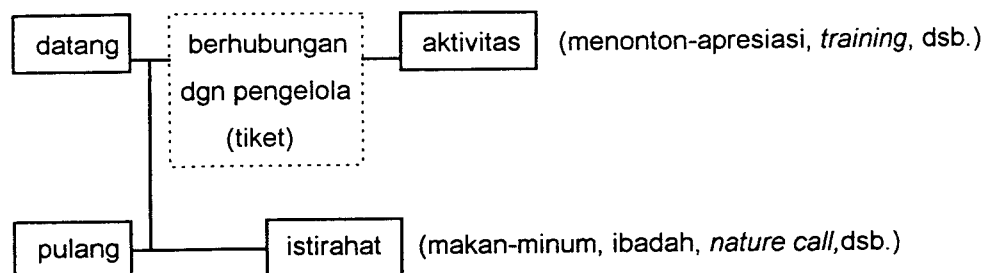 datang
berhubungan
dgn pengelola
(tiket)
aktivitas
(menonton-apresiasi, training, dsb.)
pulang
istirahat
(makan-minum, ibadah, nature call,dsb.)